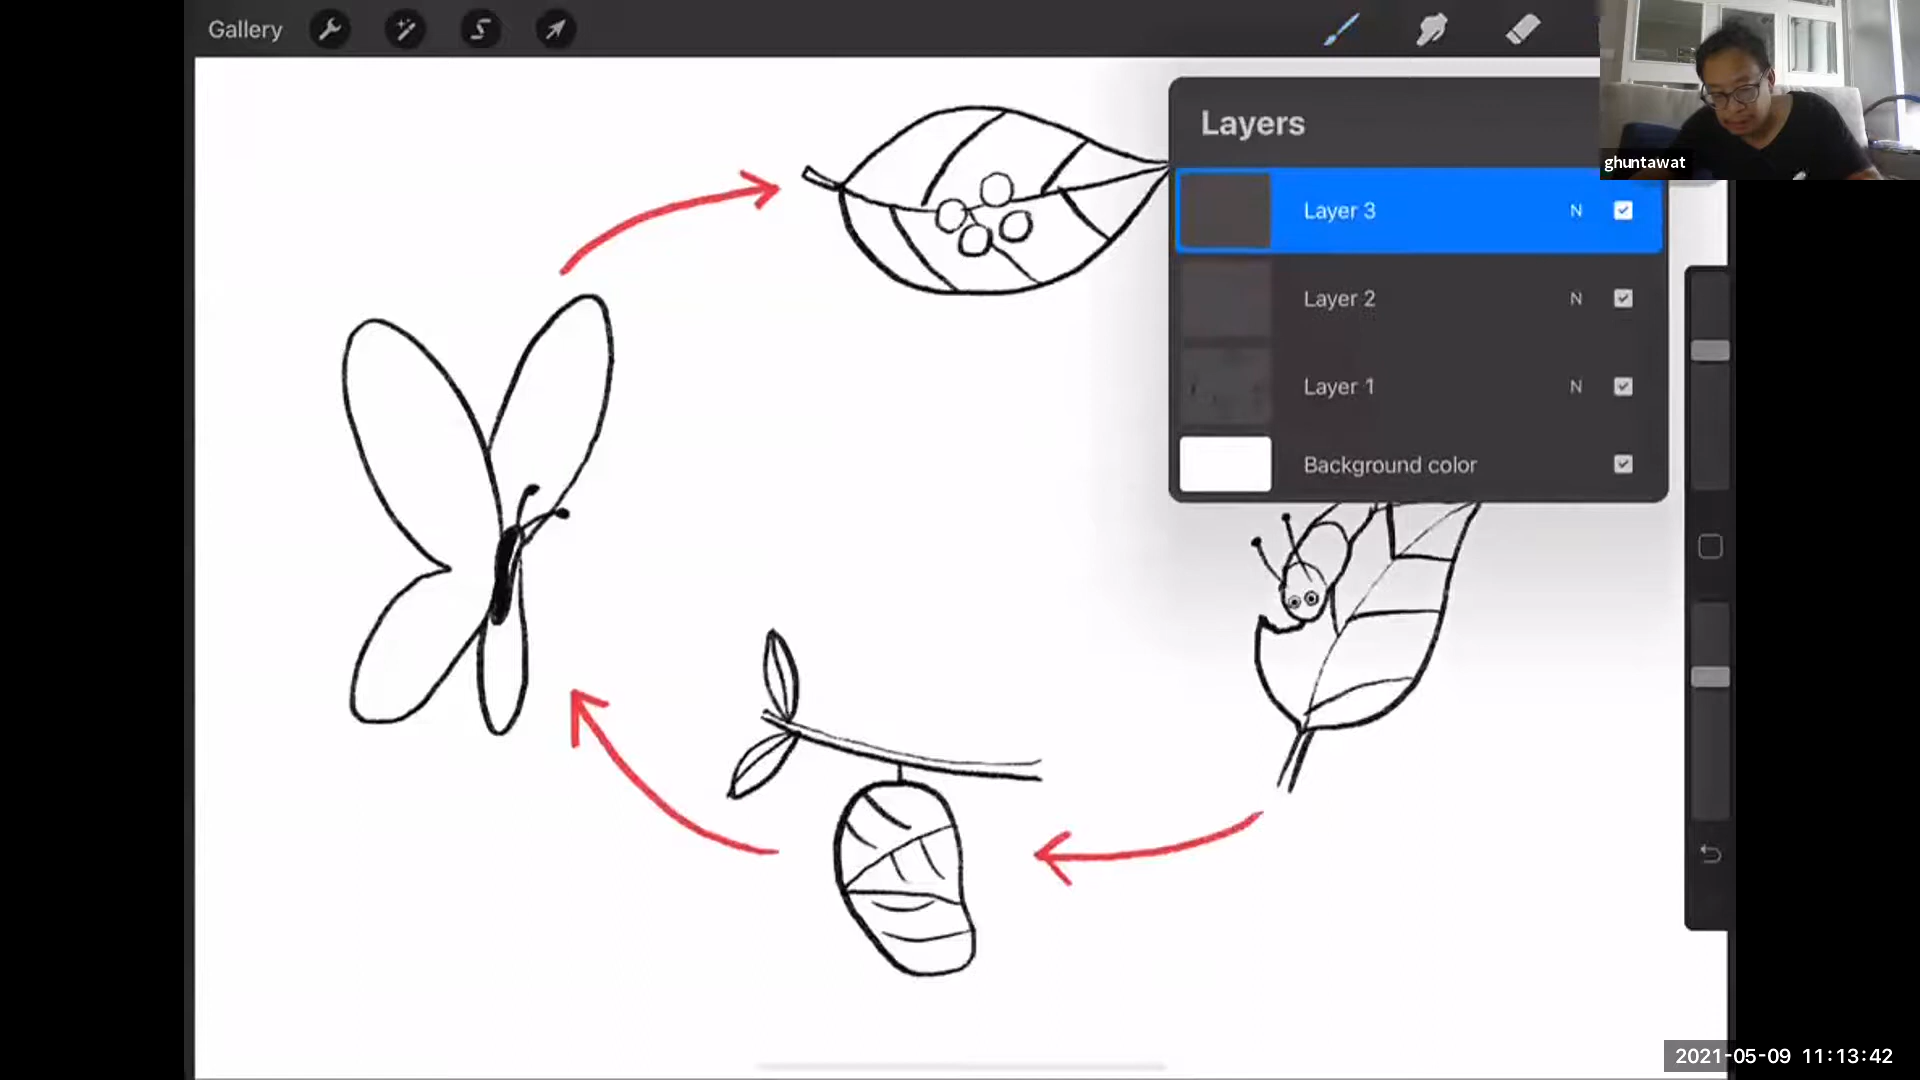 Gallery
Layers
ghuntawat
Layer 3 N
Layer 2 N
Layer 1 N
Background color
2021-05-09 11:13:42